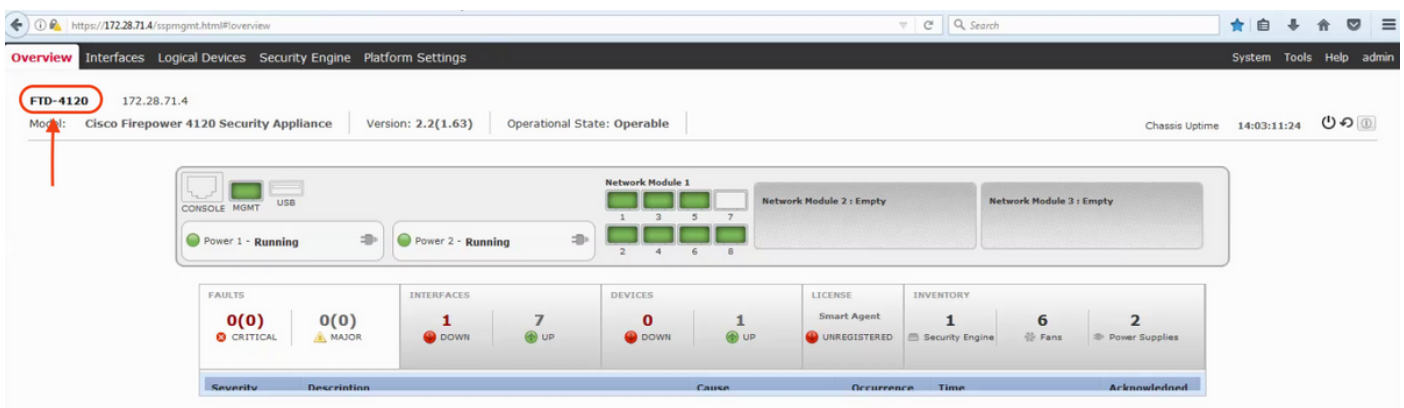 https://172.28.71.4/sspmgmt.html#!overview Search
Overview Interfaces Logical Devices Security Engine Platform Settings System Tools Help admin
FTD-4120 172.28.71.4
Model: Cisco Firepower 4120 Security Appliance Version: 2.2(1.63) Operational State: Operable Chassis Uptime 14:03:11:24
CONSOLE MGMT USB
Power 1 - Running Power 2 - Running
Network Module 1
1 3 5 7
2 4 6 8
Network Module 2 : Empty
Network Module 3 : Empty
FAULTS INTERFACES DEVICES LICENSE INVENTORY
0(0) 0(0) 1 7 0 1 Smart Agent 1 6 2
CRITICAL MAJOR DOWN UP DOWN UP UNREGISTERED Security Engine Fans Power Supplies
Severity Description Cause Occurrence Time Acknowledged